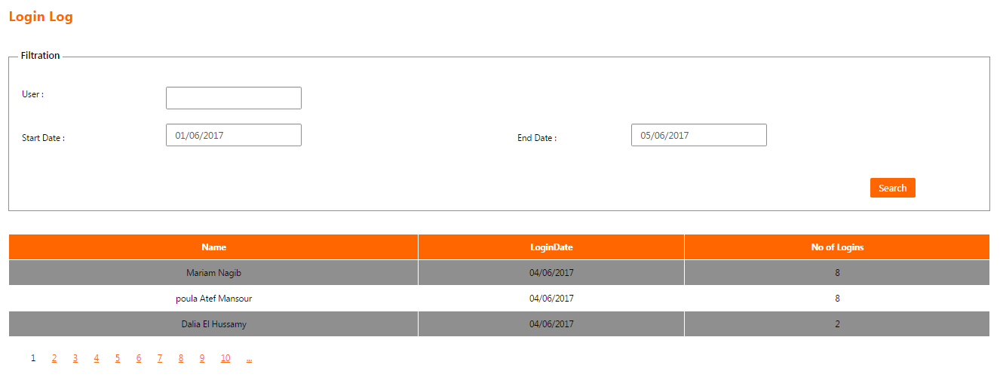 Login Log
Filtration
User :
Start Date : 01/06/2017 End Date : 05/06/2017
Search
Name LoginDate No of Logins
Mariam Nagib 04/06/2017 8
poula Atef Mansour 04/06/2017 8
Dalia El Hussamy 04/06/2017 2
1 2 3 4 5 6 7 8 9 10 ...